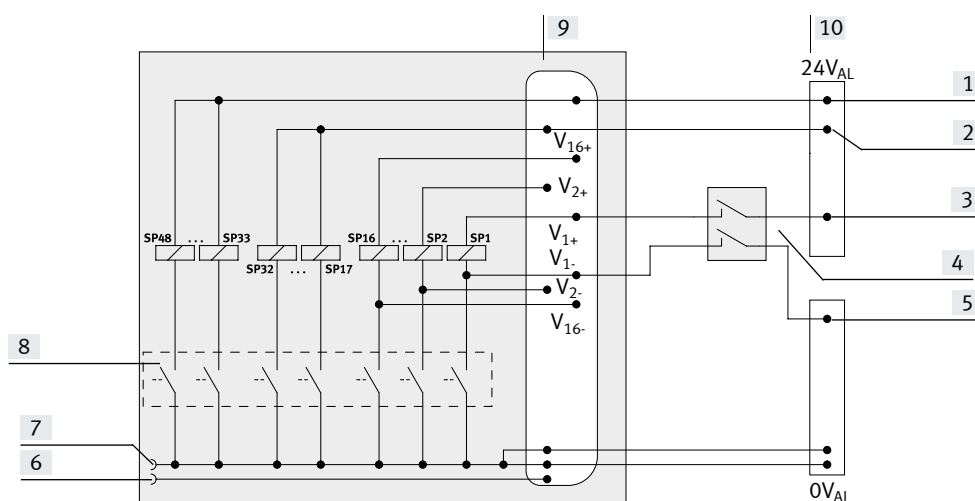 9
10
24VAL
1
2
V16+
V2+
3
SP48 ... SP33
SP16 ... SP2 SP1
V1+
SP32 ... SP17
V1-
4
V2-
5
V16-
8
7
6
0VAL